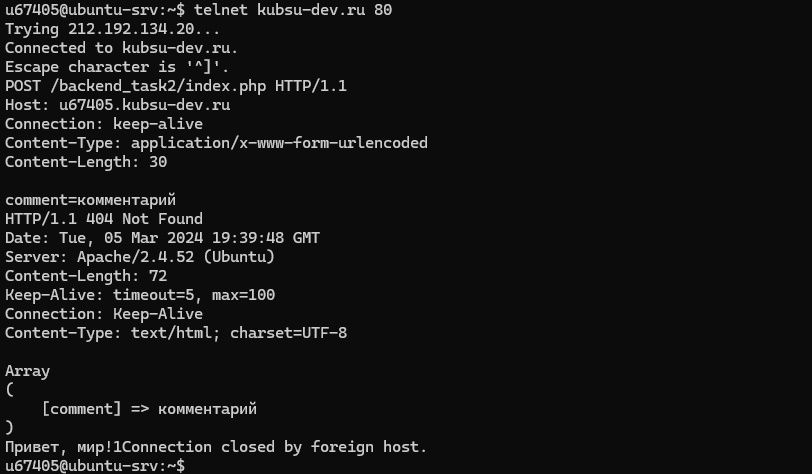 u67405@ubuntu-srv:~$ telnet kubsu-dev.ru 80
Trying 212.192.134.20...
Connected to kubsu-dev.ru.
Escape character is '^]'.
POST /backend_task2/index.php HTTP/1.1
Host: u67405.kubsu-dev.ru
Connection: keep-alive
Content-Type: application/x-www-form-urlencoded
Content-Length: 30

comment=комментарий
HTTP/1.1 404 Not Found
Date: Tue, 05 Mar 2024 19:39:48 GMT
Server: Apache/2.4.52 (Ubuntu)
Content-Length: 72
Keep-Alive: timeout=5, max=100
Connection: Keep-Alive
Content-Type: text/html; charset=UTF-8

Array
(
    [comment] => комментарий
)
Привет, мир!1Connection closed by foreign host.
u67405@ubuntu-srv:~$